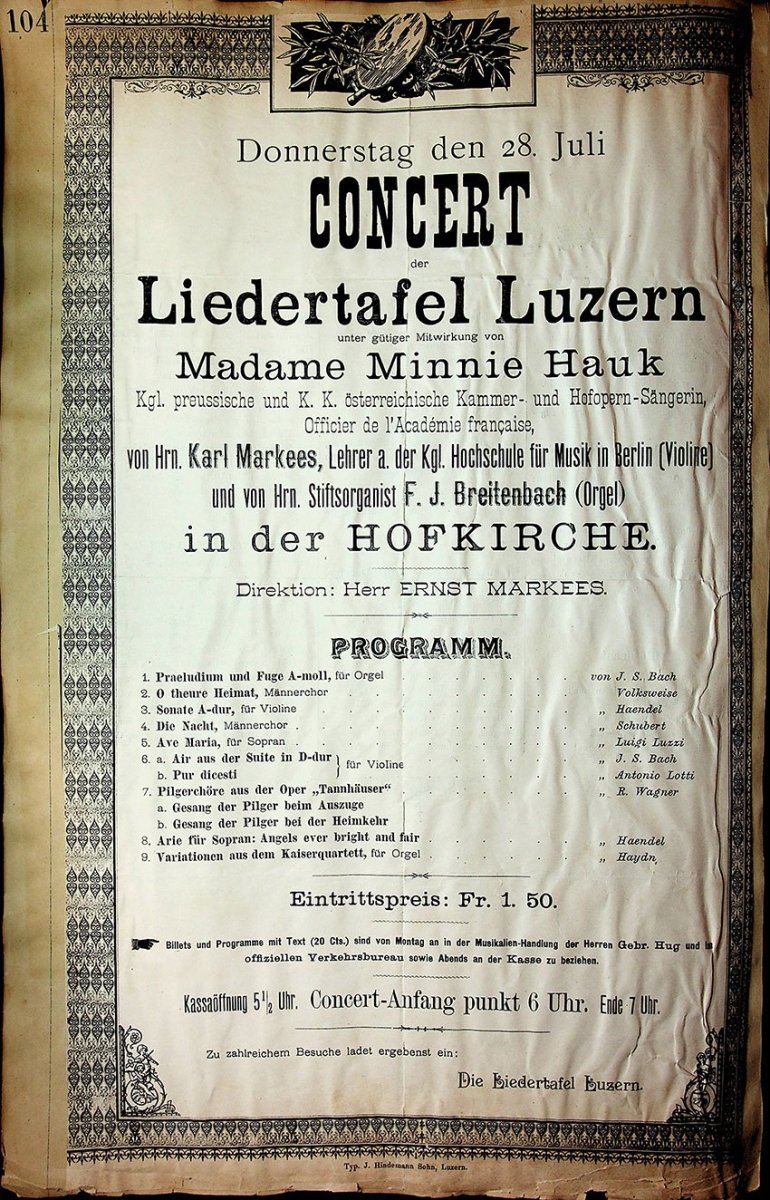 104
Donnerstag den 28. Juli
CONCERT
der
Liedertafel Luzern
unter gütiger Mitwirkung von
Madame Minnie Hauk
Kgl. preussische und K. K. österreichische Kammer- und Hofopern-Sängerin,
Officier de l'Académie française,
von Hrn. Karl Markees, Lehrer a. der Kgl. Hochschule für Musik in Berlin (Violine)
und von Hrn. Stiftsorganist F. J. Breitenbach (Orgel)
in der HOFKIRCHE.
Direktion: Herr ERNST MARKEES.
PROGRAMM.
1. Praeludium und Fuge A-moll, für Orgel . . . . . . . von J. S. Bach
2. O theure Heimat, Männerchor . . . . . . . . Volksweise
3. Sonate A-dur, für Violine . . . . . . . . „ Haendel
4. Die Nacht, Männerchor . . . . . . . . „ Schubert
5. Ave Maria, für Sopran . . . . . . . . „ Luigi Luzzi
6. a. Air aus der Suite in D-dur } für Violine . . . . . . „ J. S. Bach
b. Pur dicesti . . . . . . „ Antonio Lotti
7. Pilgerchöre aus der Oper „Tannhäuser“ . . . . . . „ R. Wagner
a. Gesang der Pilger beim Auszuge
b. Gesang der Pilger bei der Heimkehr
8. Arie für Sopran: Angels ever bright and fair . . . . . „ Haendel
9. Variationen aus dem Kaiserquartett, für Orgel . . . . . „ Haydn
Eintrittspreis: Fr. 1. 50.
Billets und Programme mit Text (20 Cts.) sind von Montag an in der Musikalien-Handlung der Herren Gebr. Hug und
offiziellen Verkehrsbureau sowie Abends an der Kasse zu beziehen.
Kassaöffnung 5 1/2 Uhr. Concert-Anfang punkt 6 Uhr. Ende 7 Uhr.
Zu zahlreichem Besuche ladet ergebenst ein:
Die Liedertafel Luzern.
Typ. J. Hindemann Sohn, Luzern.